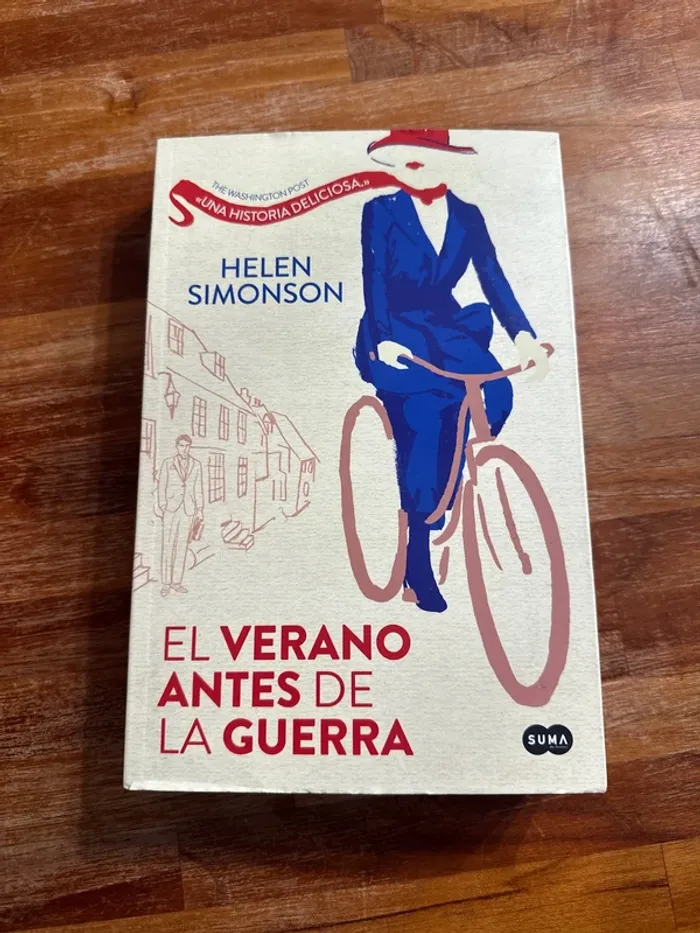 THE WASHINGTON POST
«UNA HISTORIA DELICIOSA.»
HELEN
SIMONSON
EL VERANO
ANTES DE
LA GUERRA
SUMA